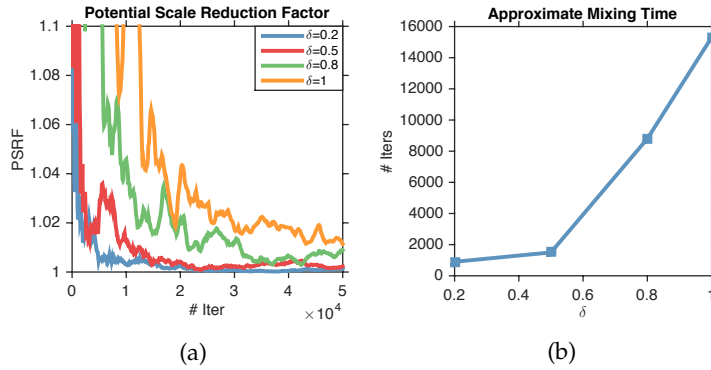 Potential Scale Reduction Factor
1.1
1.08
1.06
1.04
1.02
1
PSRF
δ=0.2
δ=0.5
δ=0.8
δ=1
0 1 2 3 4 5
# Iter
×10⁴
(a)
Approximate Mixing Time
16000
14000
12000
10000
8000
6000
4000
2000
0
# Iters
0.2 0.4 0.6 0.8 1
δ
(b)